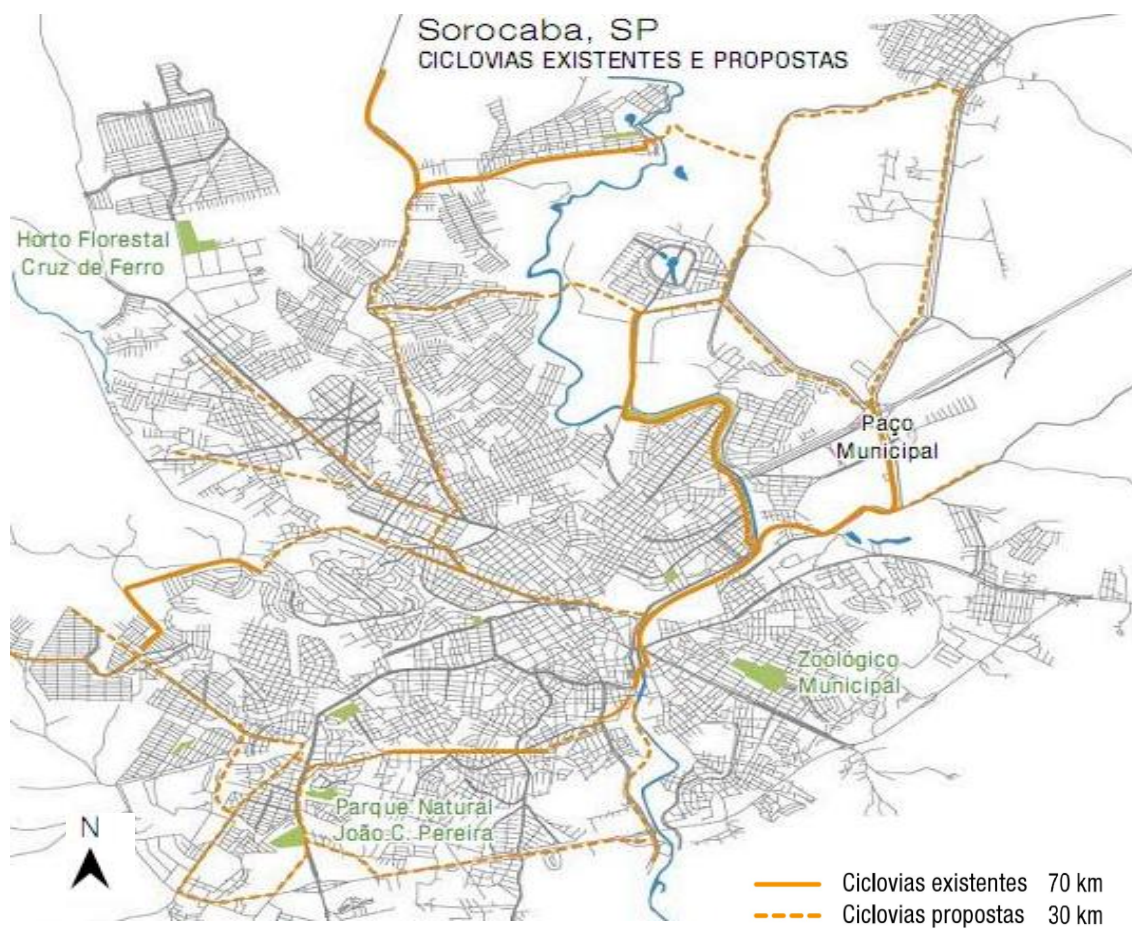 Sorocaba, SP
CICLOVIAS EXISTENTES E PROPOSTAS
Horto Florestal
Cruz de Ferro
Paço
Municipal
Zoológico
Municipal
Parque Natural
João C. Pereira
N
Ciclovias existentes 70 km
Ciclovias propostas 30 km